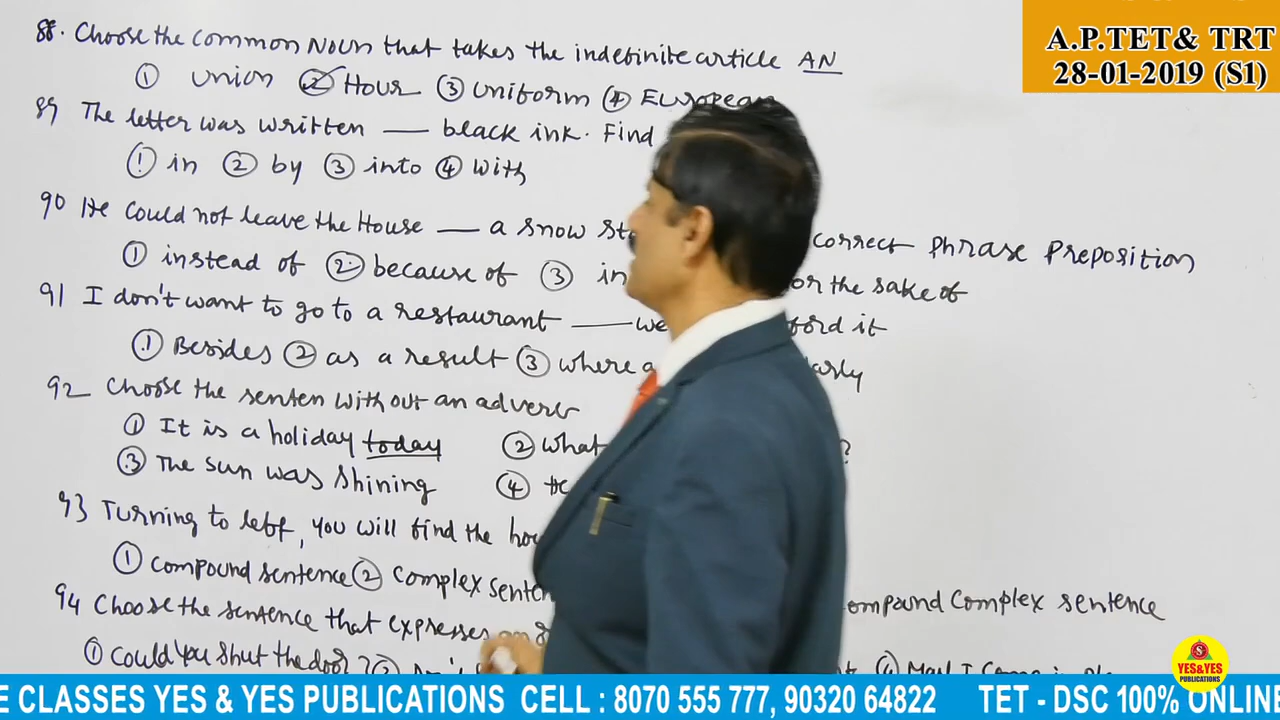 88. Choose the common Noun that takes the indefinite article AN
① Union ② Hour ③ Uniform ④ European
89 The letter was written — black ink. Find
① in ② by ③ into ④ with
90 He could not leave the House — a snow correct Phrase Preposition
① instead of ② because of ③ in or the sake of
91 I don't want to go to a restaurant — we ford it
① Besides ② as a result ③ where a arly
92 Choose the senten without an adverb
① It is a holiday today ② What ?
③ The sun was shining ④
93 Turning to left, you will find the
① compound sentence ② complex ompound complex sentence
94 Choose the sentence that expresses
① Could You shut the door ?
A.P.TET& TRT
28-01-2019 (S1)
YES&YES
PUBLICATIONS
E CLASSES YES & YES PUBLICATIONS CELL : 8070 555 777, 90320 64822 TET - DSC 100% ONLINE